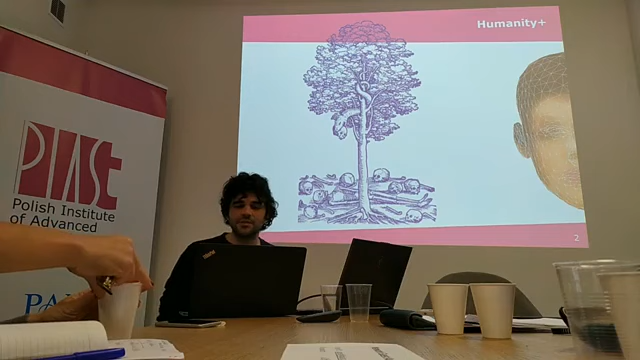 PIASt
Polish Institute
of Advanced
PA
Humanity+
2